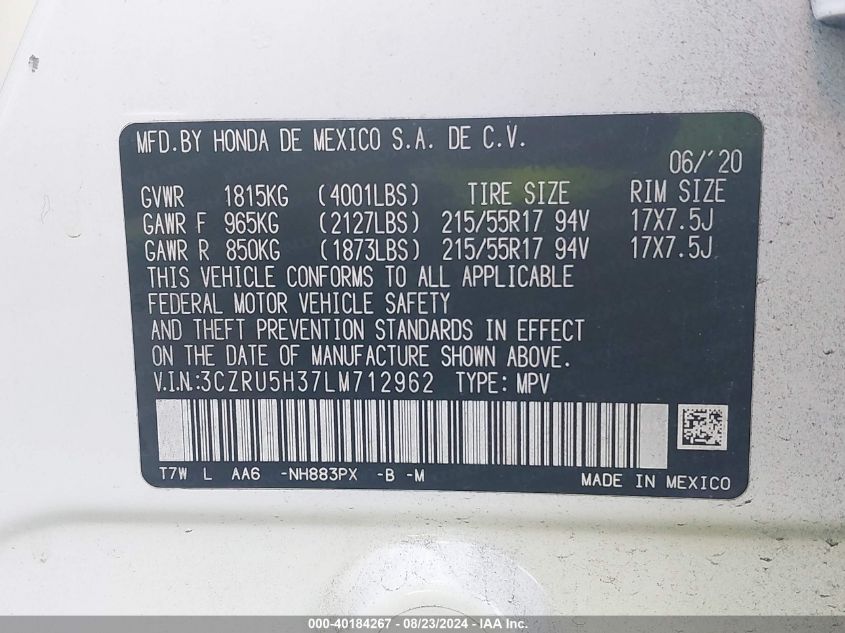 MFD.BY HONDA DE MEXICO S.A. DE C.V.
06/'20
GVWR 1815KG (4001LBS) TIRE SIZE RIM SIZE
GAWR F 965KG (2127LBS) 215/55R17 94V 17X7.5J
GAWR R 850KG (1873LBS) 215/55R17 94V 17X7.5J
THIS VEHICLE CONFORMS TO ALL APPLICABLE
FEDERAL MOTOR VEHICLE SAFETY
AND THEFT PREVENTION STANDARDS IN EFFECT
ON THE DATE OF MANUFACTURE SHOWN ABOVE.
V.I.N.:3CZRU5H37LM712962 TYPE: MPV
T7W L AA6 -NH883PX -B -M
MADE IN MEXICO
000-40184267 - 08/23/2024 - IAA Inc.